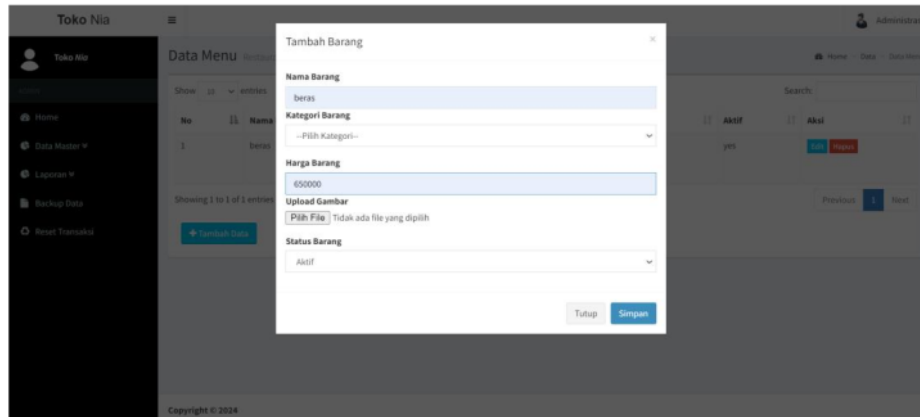 Toko Nia
Administrat
Toko Nia
Home
Data Master
Laporan
Backup Data
Reset Transaksi
Data Menu
Home
Data
Show 10 entries
Search:
No Nama Aktif Aksi
1 beras yes Edit Hapus
Showing 1 to 1 of 1 entries
Previous 1 Next
+ Tambah Data
Tambah Barang ×
Nama Barang
beras
Kategori Barang
--Pilih Kategori--
Harga Barang
650000
Upload Gambar
Pilih File Tidak ada file yang dipilih
Status Barang
Aktif
Tutup Simpan
Copyright © 2024